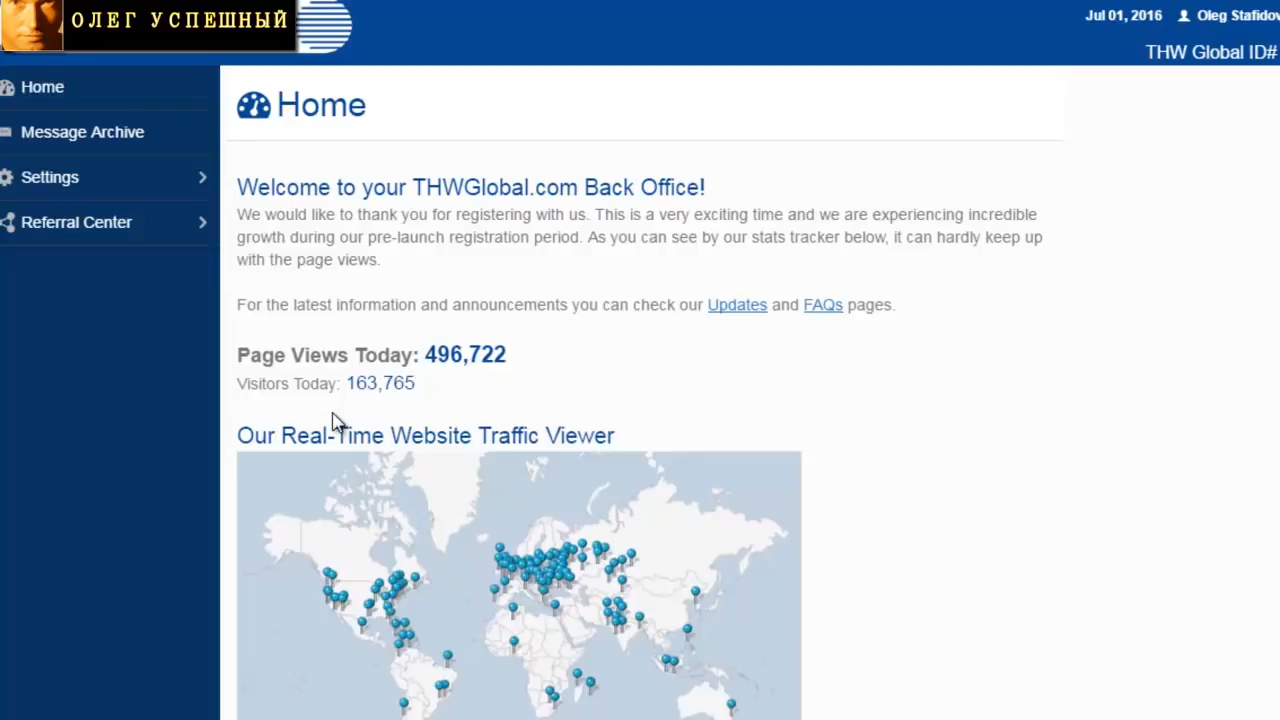 ОЛЕГ УСПЕШНЫЙ
Jul 01, 2016 Oleg Stafidov
THW Global ID#
Home
Message Archive
Settings
Referral Center
Home
Welcome to your THWGlobal.com Back Office!
We would like to thank you for registering with us. This is a very exciting time and we are experiencing incredible
growth during our pre-launch registration period. As you can see by our stats tracker below, it can hardly keep up
with the page views.
For the latest information and announcements you can check our Updates and FAQs pages.
Page Views Today: 496,722
Visitors Today: 163,765
Our Real-Time Website Traffic Viewer